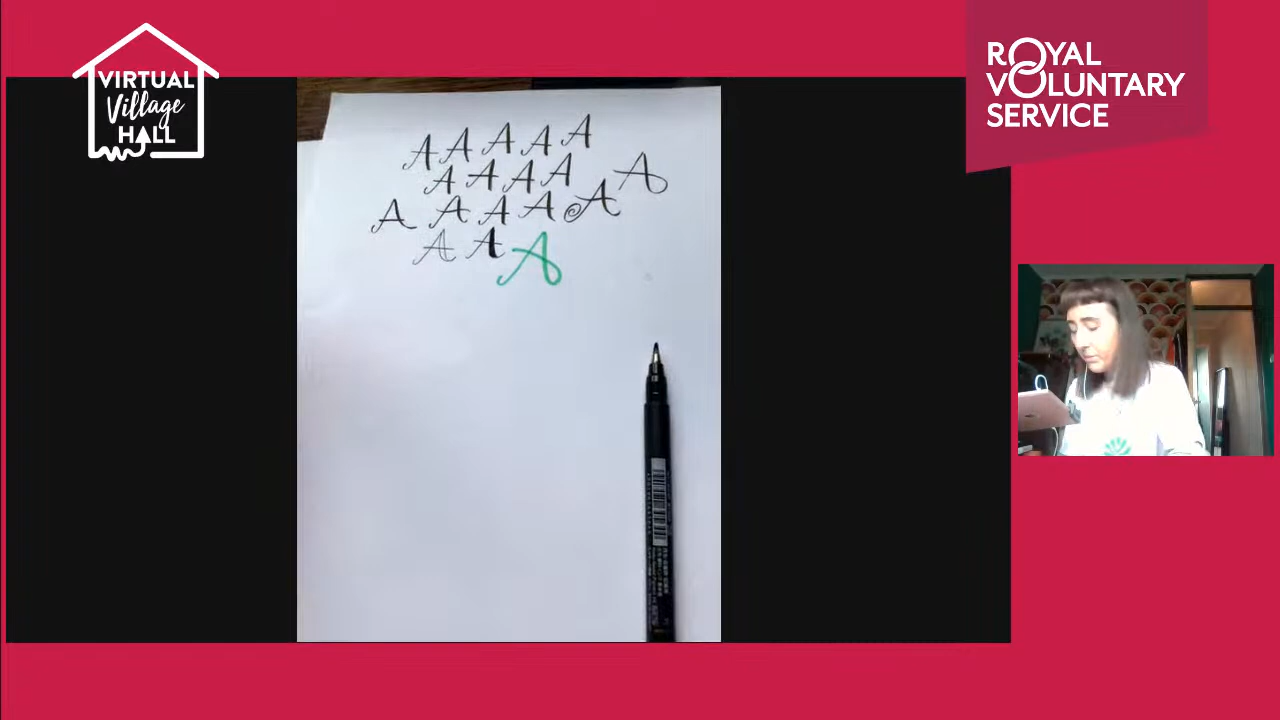 VIRTUAL
Village
HALL
ROYAL
VOLUNTARY
SERVICE
A A A A A
A A A A A
A A A A A
A A A